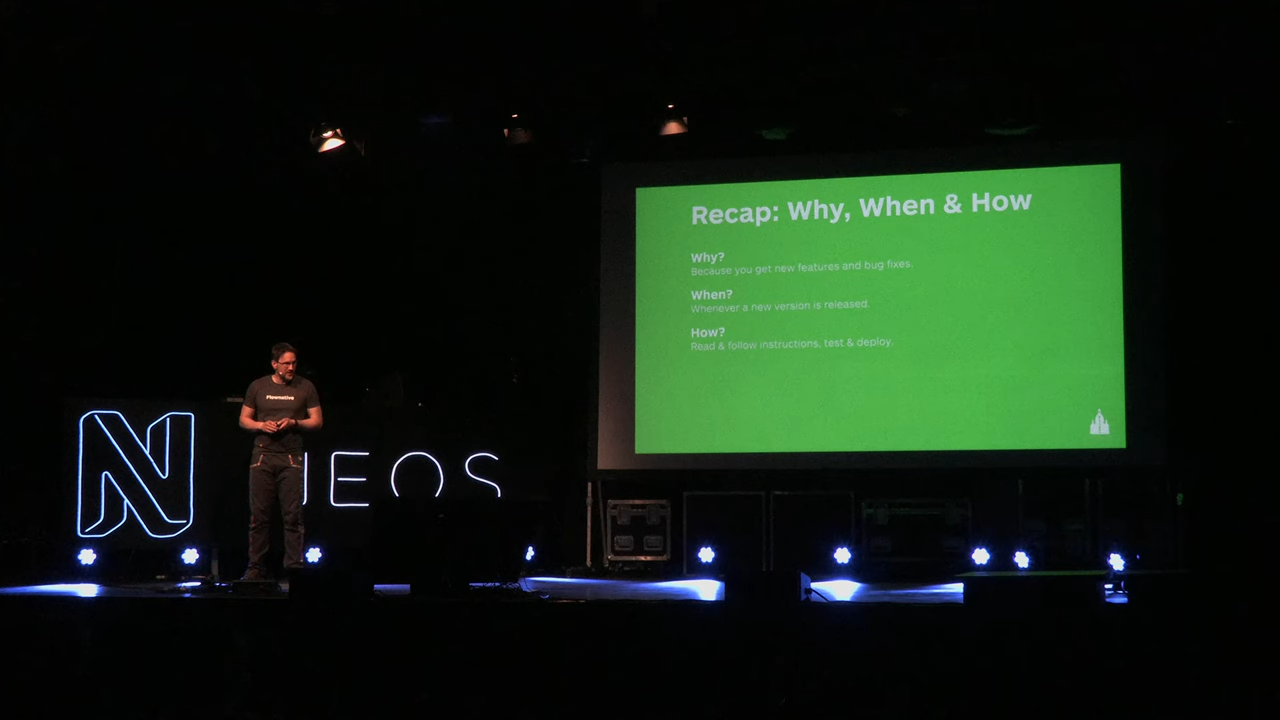 Recap: Why, When & How
Why?
Because you get new features and bug fixes.
When?
Whenever a new version is released.
How?
Read & follow instructions, test & deploy.
Flownative
N
NEOS